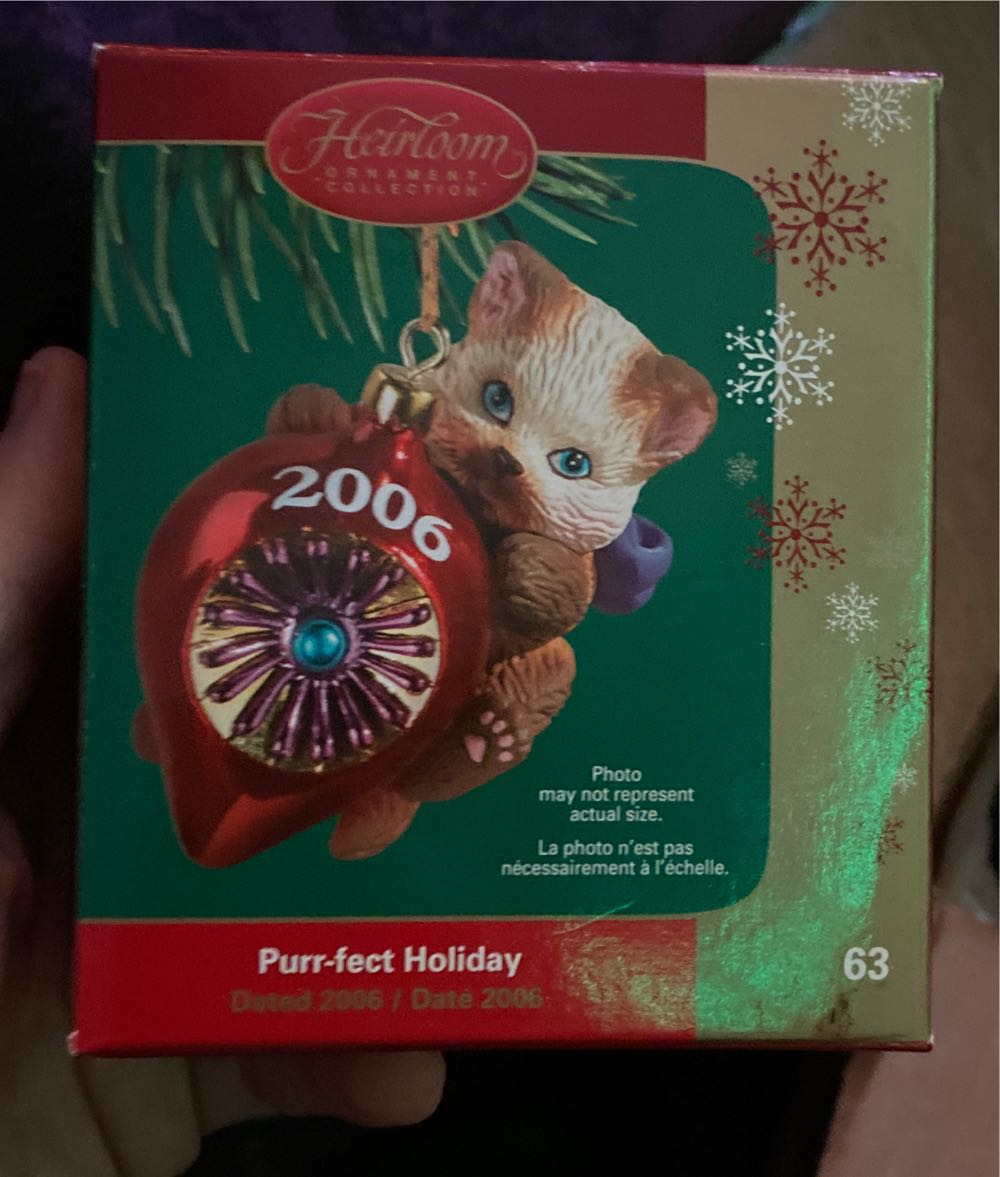 Heirloom
ORNAMENT
COLLECTION
2006
Photo
may not represent
actual size.
La photo n'est pas
nécessairement à l'échelle.
Purr-fect Holiday
Dated 2006 / Daté 2006
63